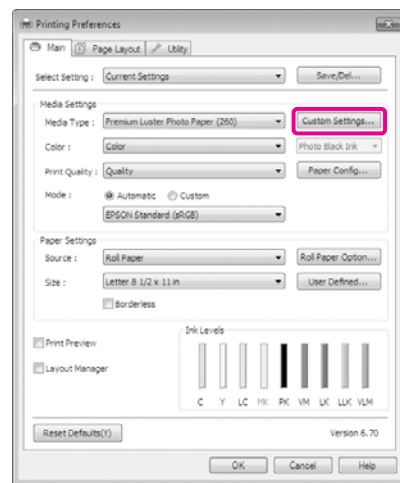 Printing Preferences
Main Page Layout Utility
Select Setting : Current Settings Save/Del...
Media Settings
Media Type : Premium Luster Photo Paper (260) Custom Settings...
Color : Color Photo Black Ink
Print Quality : Quality Paper Config...
Mode : Automatic Custom
EPSON Standard (sRGB)
Paper Settings
Source : Roll Paper Roll Paper Option...
Size : Letter 8 1/2 x 11 in User Defined...
Borderless
Ink Levels
Print Preview
Layout Manager
C Y LC MK PK VM LK LLK VLM
Reset Defaults(Y) Version 6.70
OK Cancel Help